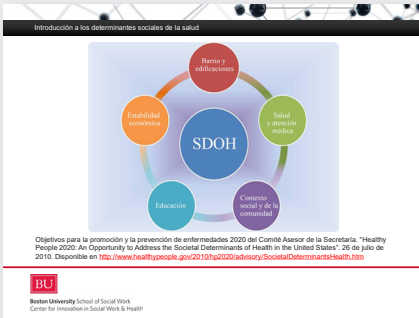 Introducción a los determinantes sociales de la salud
Barrio y
edificaciones
Estabilidad
económica
Salud
y atención
médica
SDOH
Educación
Contexto
social y de la
comunidad
Objetivos para la promoción y la prevención de enfermedades 2020 del Comité Asesor de la Secretaría. "Healthy
People 2020: An Opportunity to Address the Societal Determinants of Health in the United States". 26 de julio de
2010. Disponible en http://www.healthypeople.gov/2010/hp2020/advisory/SocietalDeterminantsHealth.htm
BU
Boston University School of Social Work
Center for Innovation in Social Work & Health